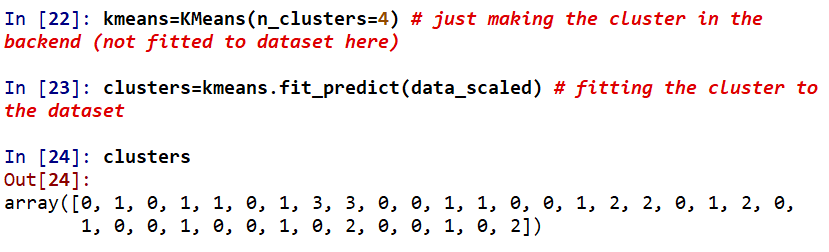 In [22]: kmeans=KMeans(n_clusters=4) # just making the cluster in the
backend (not fitted to dataset here)
In [23]: clusters=kmeans.fit_predict(data_scaled) # fitting the cluster to
the dataset
In [24]: clusters
Out[24]:
array([0, 1, 0, 1, 1, 0, 1, 3, 3, 0, 0, 1, 1, 0, 0, 1, 2, 2, 0, 1, 2, 0,
1, 0, 0, 1, 0, 0, 1, 0, 2, 0, 0, 1, 0, 2])